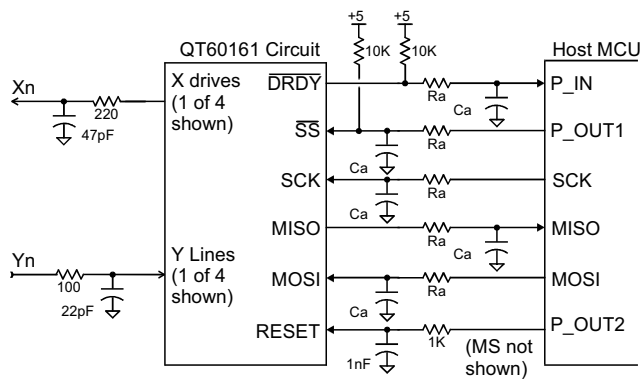 +5 +5
10K 10K
QT60161 Circuit
Host MCU
Xn
220
47pF
X drives
(1 of 4
shown)
DRDY
Ra
Ca
P_IN
SS
Ca
Ra
P_OUT1
SCK
Ca
Ra
SCK
MISO
Ra
Ca
MISO
Yn
100
22pF
Y Lines
(1 of 4
shown)
MOSI
Ca
Ra
MOSI
RESET
1nF
1K
P_OUT2
(MS not
shown)